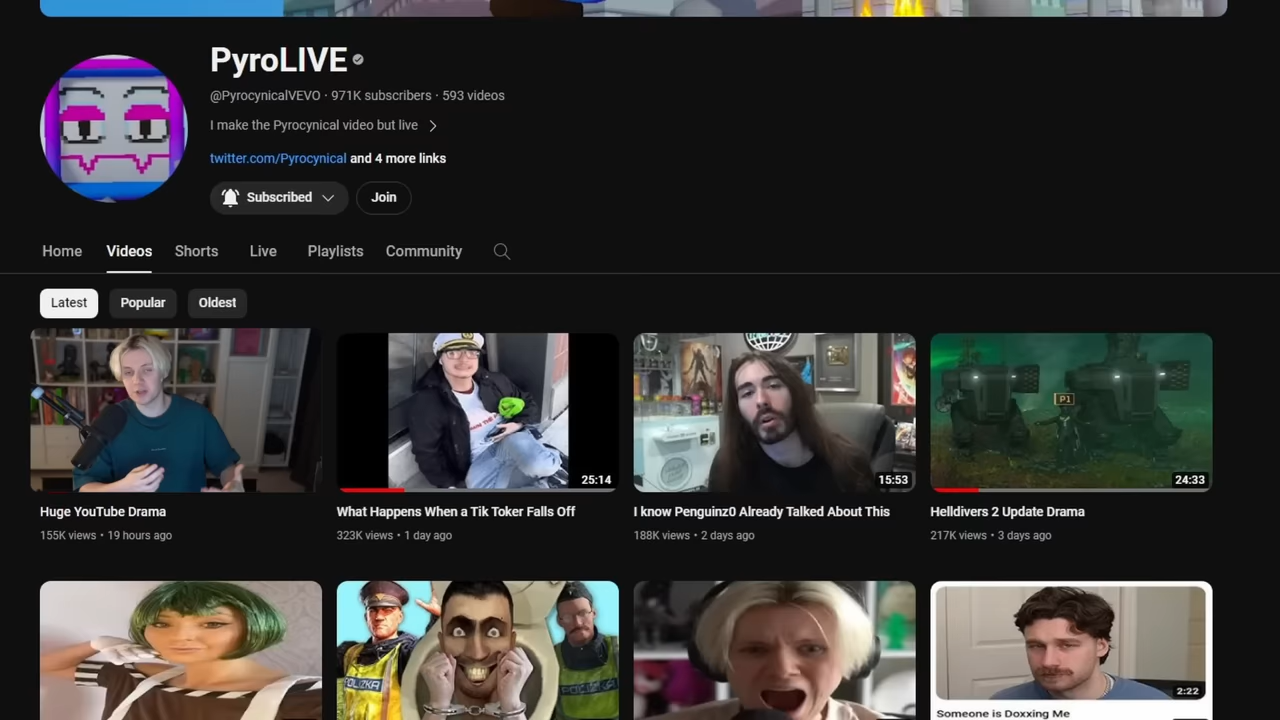 PyroLIVE
@PyrocynicalVEVO · 971K subscribers · 593 videos
I make the Pyrocynical video but live
twitter.com/Pyrocynical and 4 more links
Subscribed
Join
Home Videos Shorts Live Playlists Community
Latest Popular Oldest
25:14
15:53
P1
24:33
Huge YouTube Drama
155K views • 19 hours ago
What Happens When a Tik Toker Falls Off
323K views • 1 day ago
I know Penguinz0 Already Talked About This
188K views • 2 days ago
Helldivers 2 Update Drama
217K views • 3 days ago
POLIZKA
POLIZKA
2:22
Someone is Doxxing Me